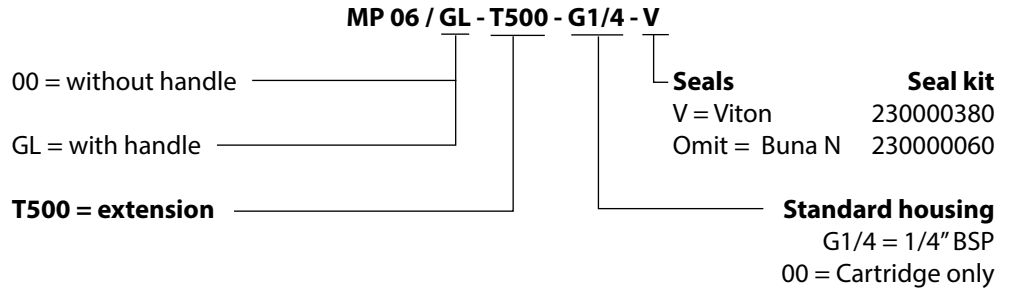 MP 06 / GL - T500 - G1/4 - V
00 = without handle
GL = with handle
T500 = extension
Seals Seal kit
V = Viton 230000380
Omit = Buna N 230000060
Standard housing
G1/4 = 1/4" BSP
00 = Cartridge only